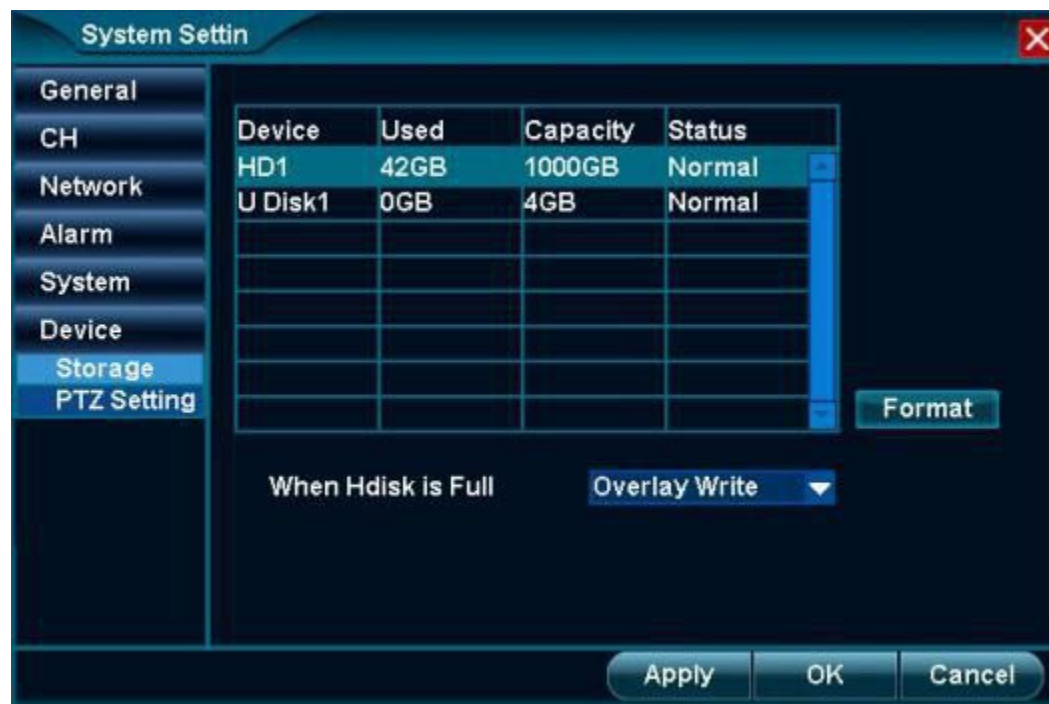 System Settin
General
CH
Network
Alarm
System
Device
Storage
PTZ Setting
Device Used Capacity Status
HD1 42GB 1000GB Normal
U Disk1 0GB 4GB Normal
Format
When Hdisk is Full Overlay Write
Apply OK Cancel